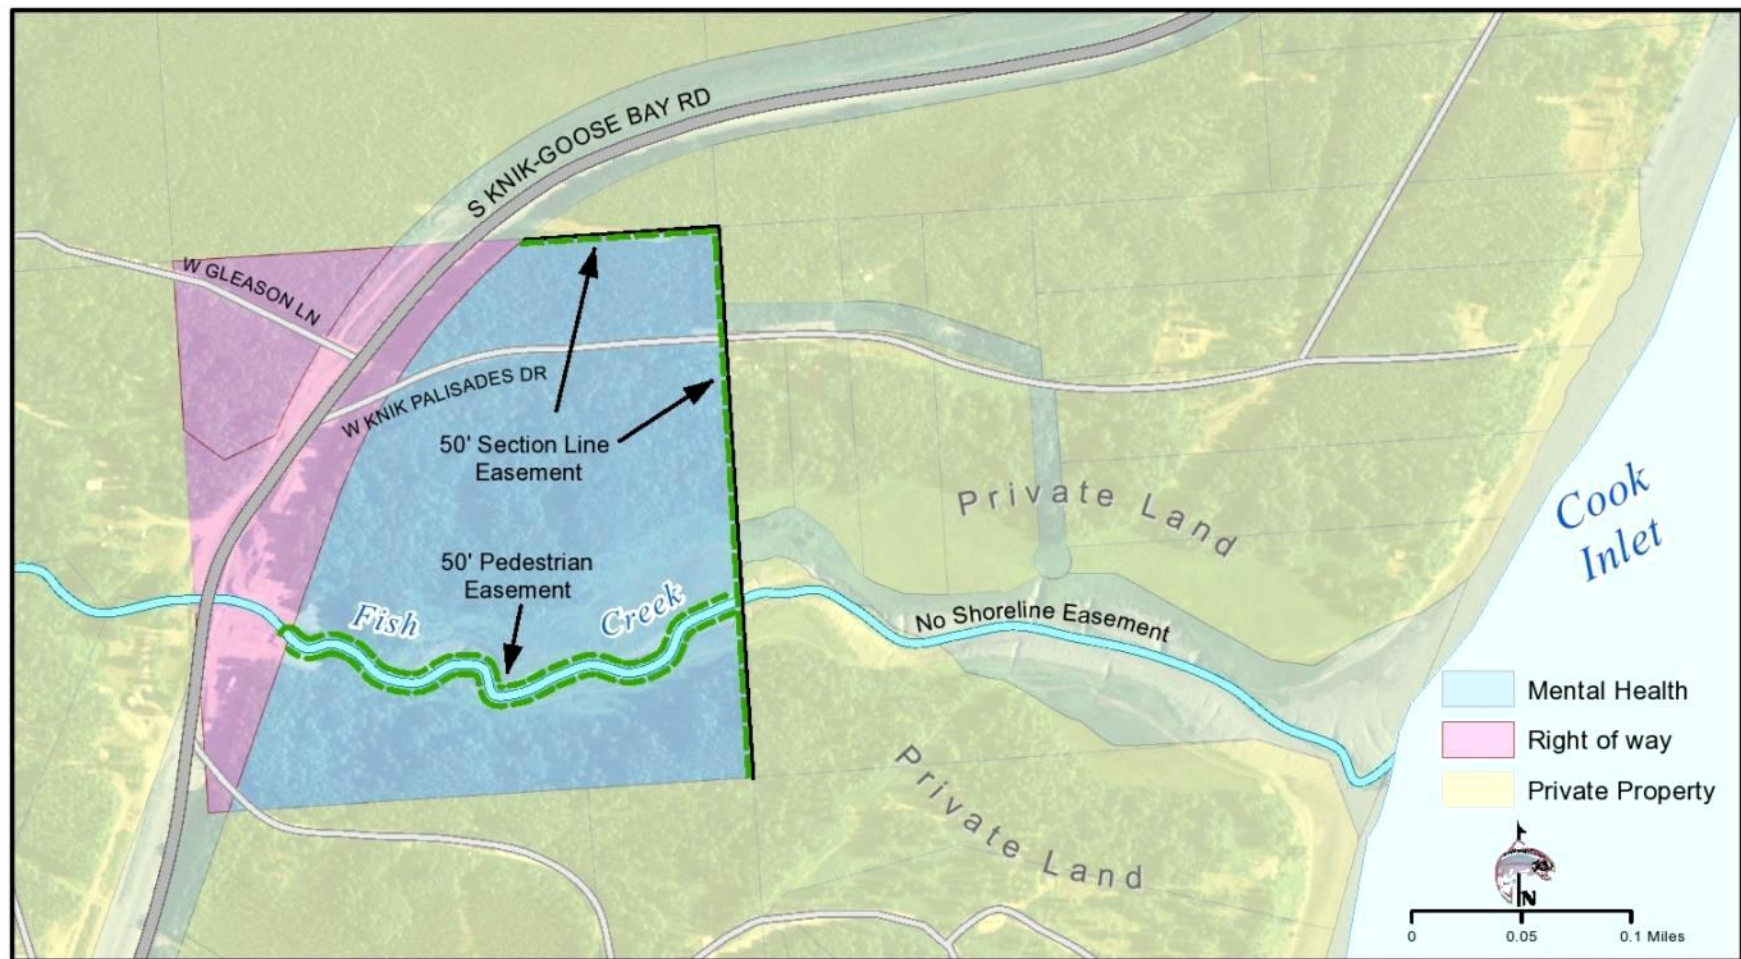 S KNIK-GOOSE BAY RD
W GLEASON LN
W KNIK PALISADES DR
50' Section Line
Easement
50' Pedestrian
Easement
Fish Creek
No Shoreline Easement
Private Land
Private Land
Cook
Inlet
Mental Health
Right of way
Private Property
N
0 0.05 0.1 Miles